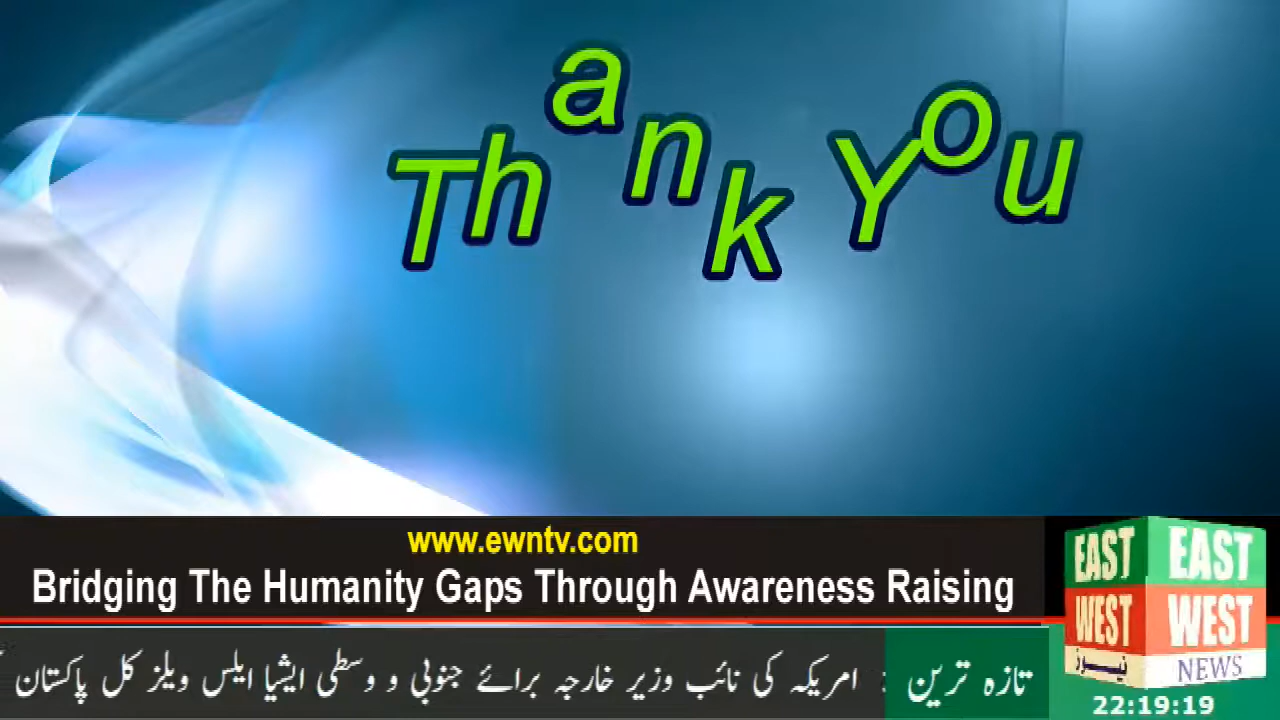 Thank You
www.ewntv.com
Bridging The Humanity Gaps Through Awareness Raising
تازہ ترین : امریکہ کی نائب وزیر خارجہ برائے جنوبی و وسطی ایشیا ایلس ویلز کل پاکستان
EAST EAST
WEST WEST
نیوز NEWS
22:19:19